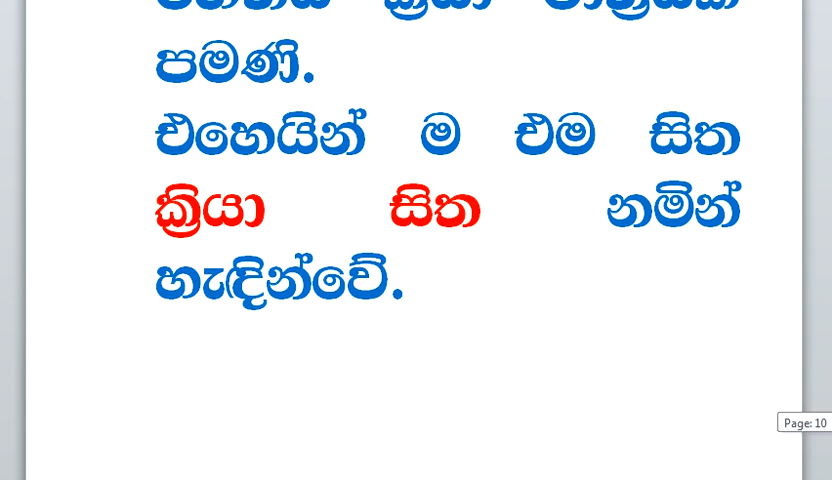 පමණි.
එහෙයින් ම එම සිත
ක්‍රියා සිත නමින්
හැඳින්වේ.
Page: 10